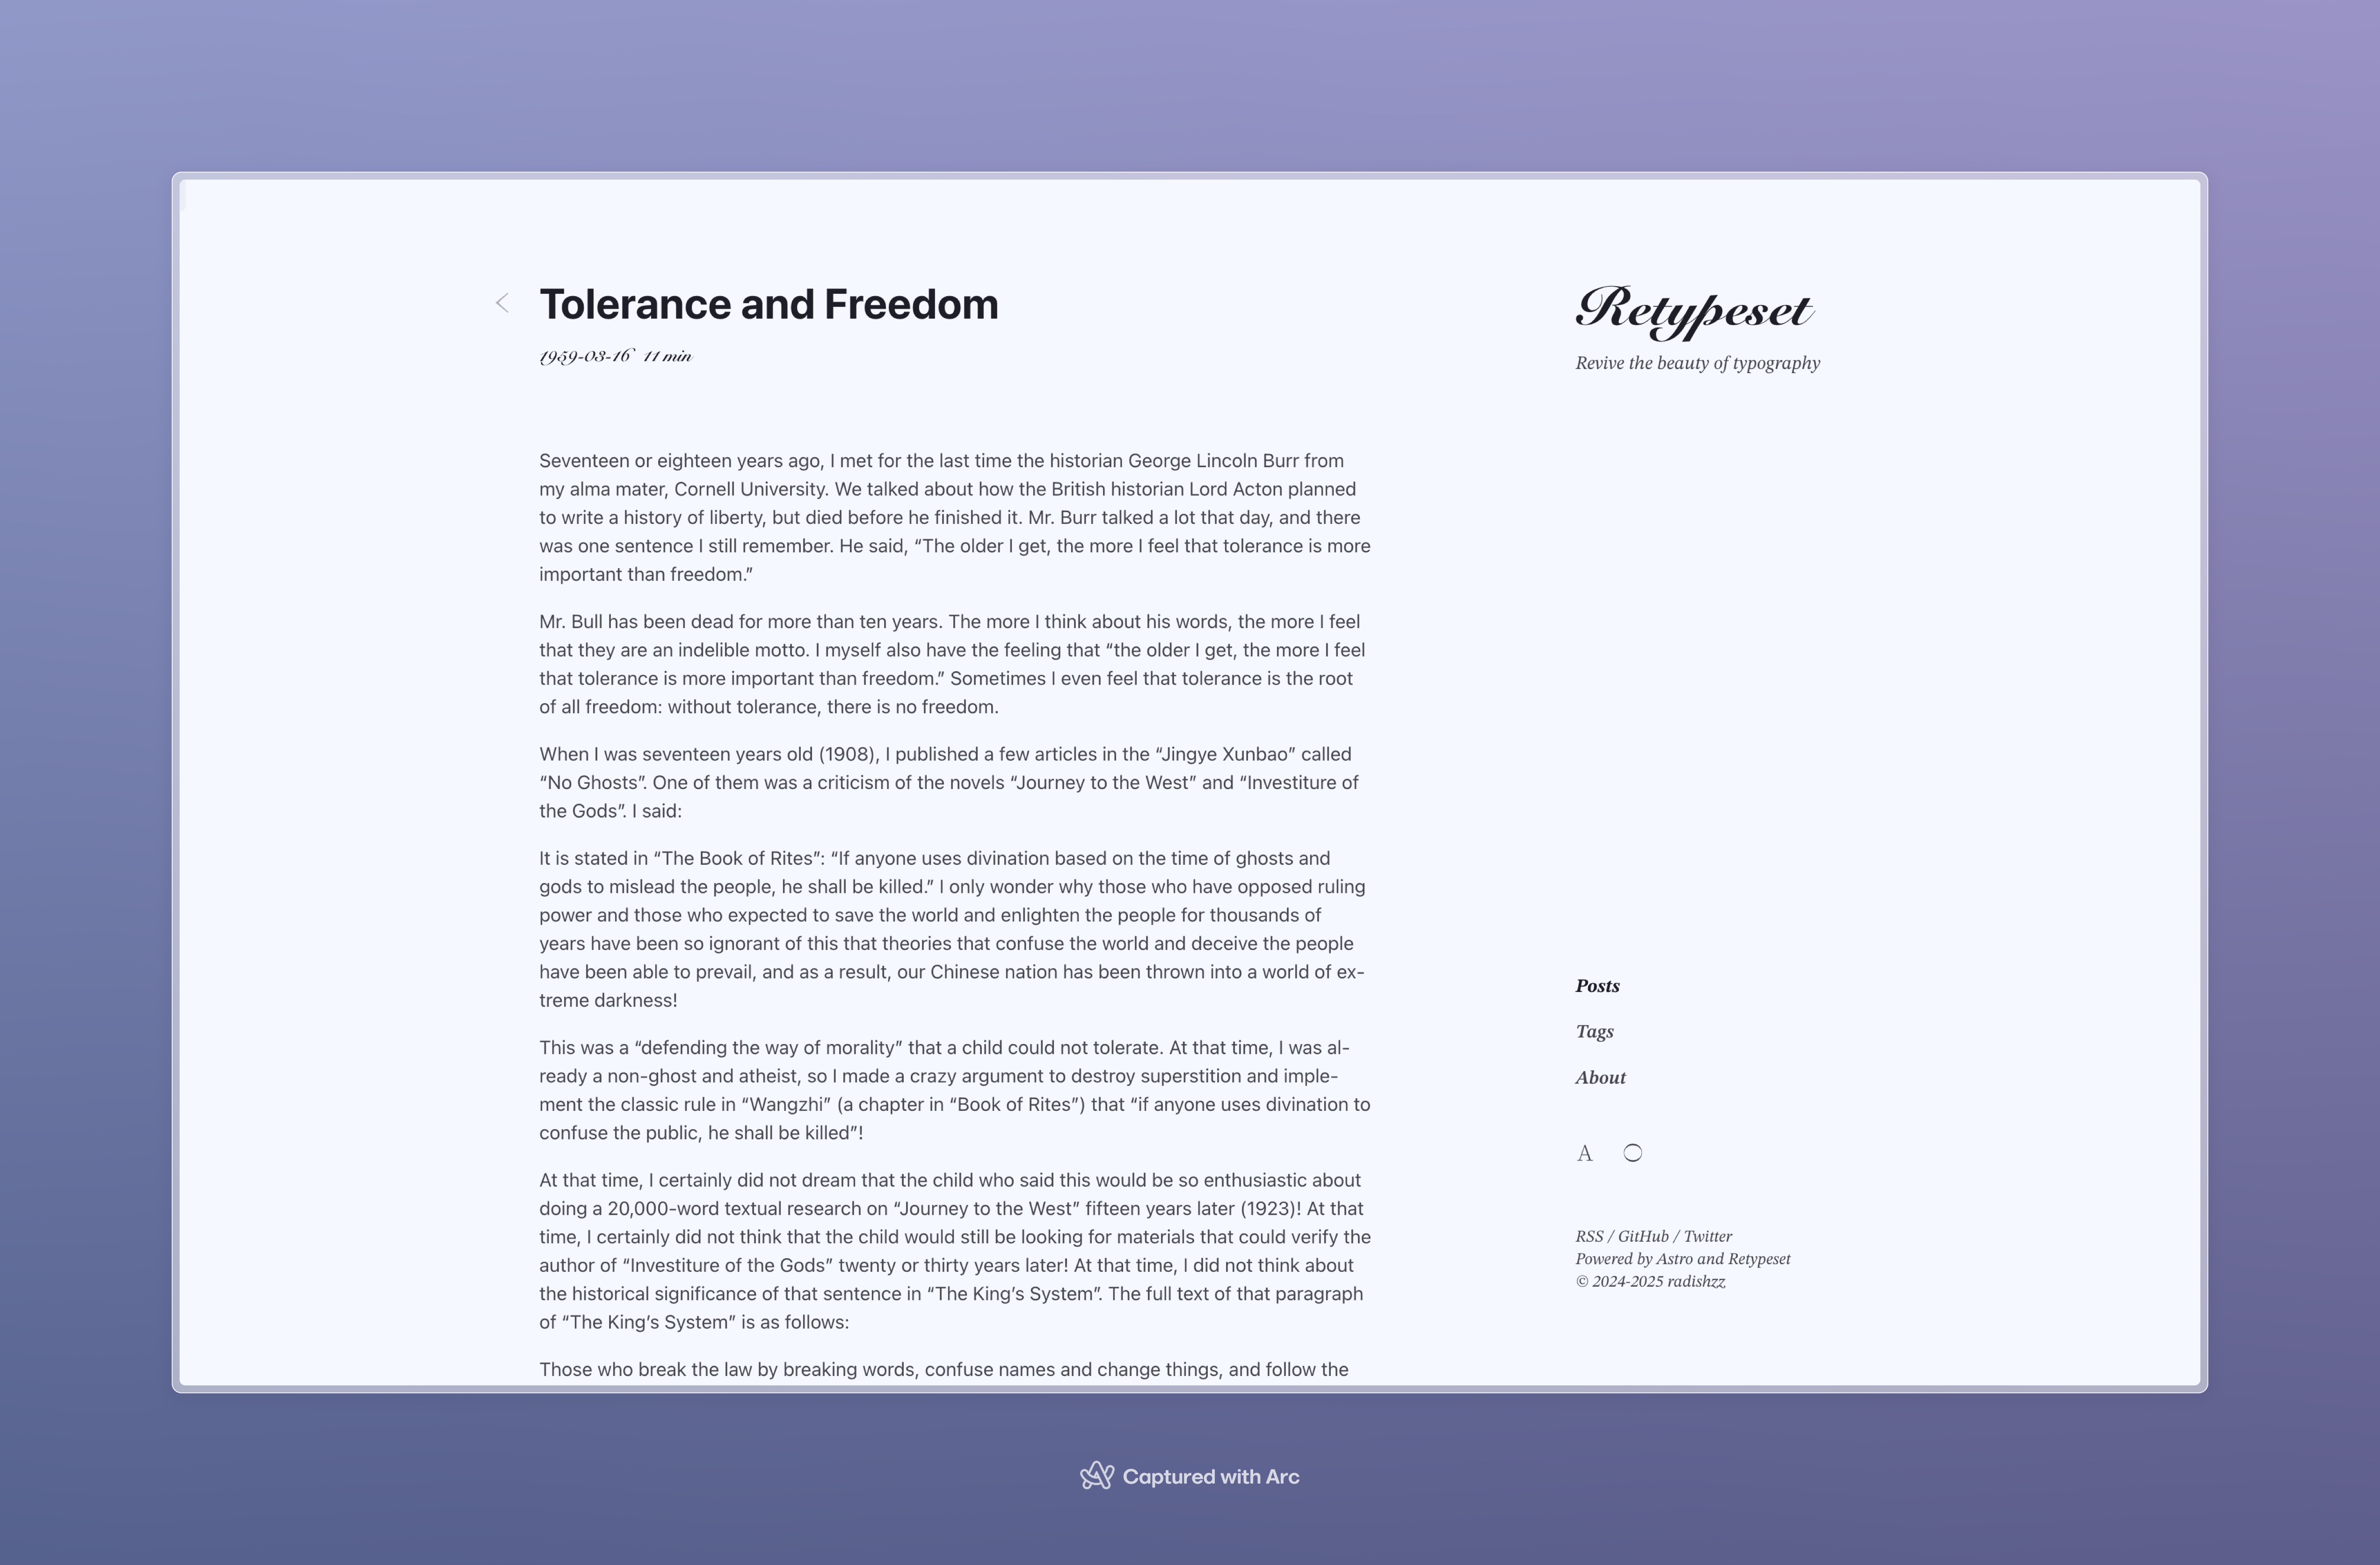 Tolerance and Freedom
1959-03-16 11 min
Seventeen or eighteen years ago, I met for the last time the historian George Lincoln Burr from
my alma mater, Cornell University. We talked about how the British historian Lord Acton planned
to write a history of liberty, but died before he finished it. Mr. Burr talked a lot that day, and there
was one sentence I still remember. He said, “The older I get, the more I feel that tolerance is more
important than freedom.”
Mr. Bull has been dead for more than ten years. The more I think about his words, the more I feel
that they are an indelible motto. I myself also have the feeling that “the older I get, the more I feel
that tolerance is more important than freedom.” Sometimes I even feel that tolerance is the root
of all freedom: without tolerance, there is no freedom.
When I was seventeen years old (1908), I published a few articles in the “Jingye Xunbao” called
“No Ghosts”. One of them was a criticism of the novels “Journey to the West” and “Investiture of
the Gods”. I said:
It is stated in “The Book of Rites”: “If anyone uses divination based on the time of ghosts and
gods to mislead the people, he shall be killed.” I only wonder why those who have opposed ruling
power and those who expected to save the world and enlighten the people for thousands of
years have been so ignorant of this that theories that confuse the world and deceive the people
have been able to prevail, and as a result, our Chinese nation has been thrown into a world of ex-
treme darkness!
This was a “defending the way of morality” that a child could not tolerate. At that time, I was al-
ready a non-ghost and atheist, so I made a crazy argument to destroy superstition and imple-
ment the classic rule in “Wangzhi” (a chapter in “Book of Rites”) that “if anyone uses divination to
confuse the public, he shall be killed”!
At that time, I certainly did not dream that the child who said this would be so enthusiastic about
doing a 20,000-word textual research on “Journey to the West” fifteen years later (1923)! At that
time, I certainly did not think that the child would still be looking for materials that could verify the
author of “Investiture of the Gods” twenty or thirty years later! At that time, I did not think about
the historical significance of that sentence in “The King’s System”. The full text of that paragraph
of “The King’s System” is as follows:
Those who break the law by breaking words, confuse names and change things, and follow the
Retypeset
Revive the beauty of typography
Posts
Tags
About
A
RSS / GitHub / Twitter
Powered by Astro and Retypeset
© 2024-2025 radishzz
Captured with Arc